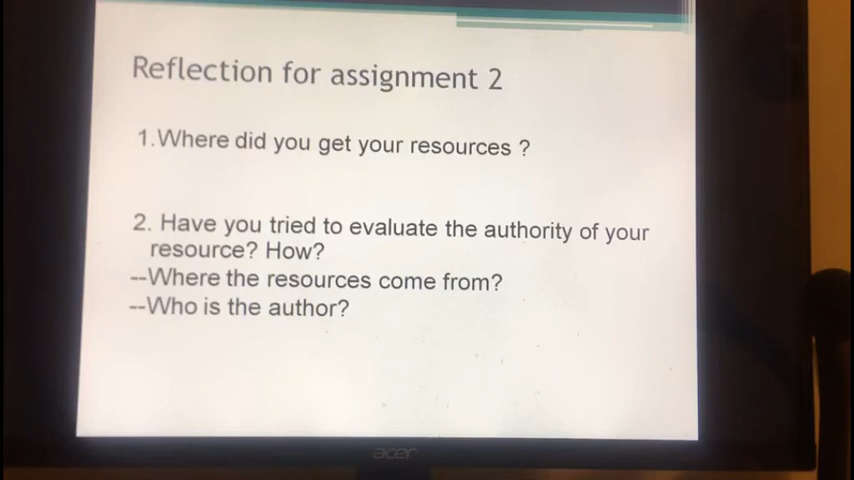 Reflection for assignment 2
1.Where did you get your resources ?
2. Have you tried to evaluate the authority of your
resource? How?
--Where the resources come from?
--Who is the author?
acer